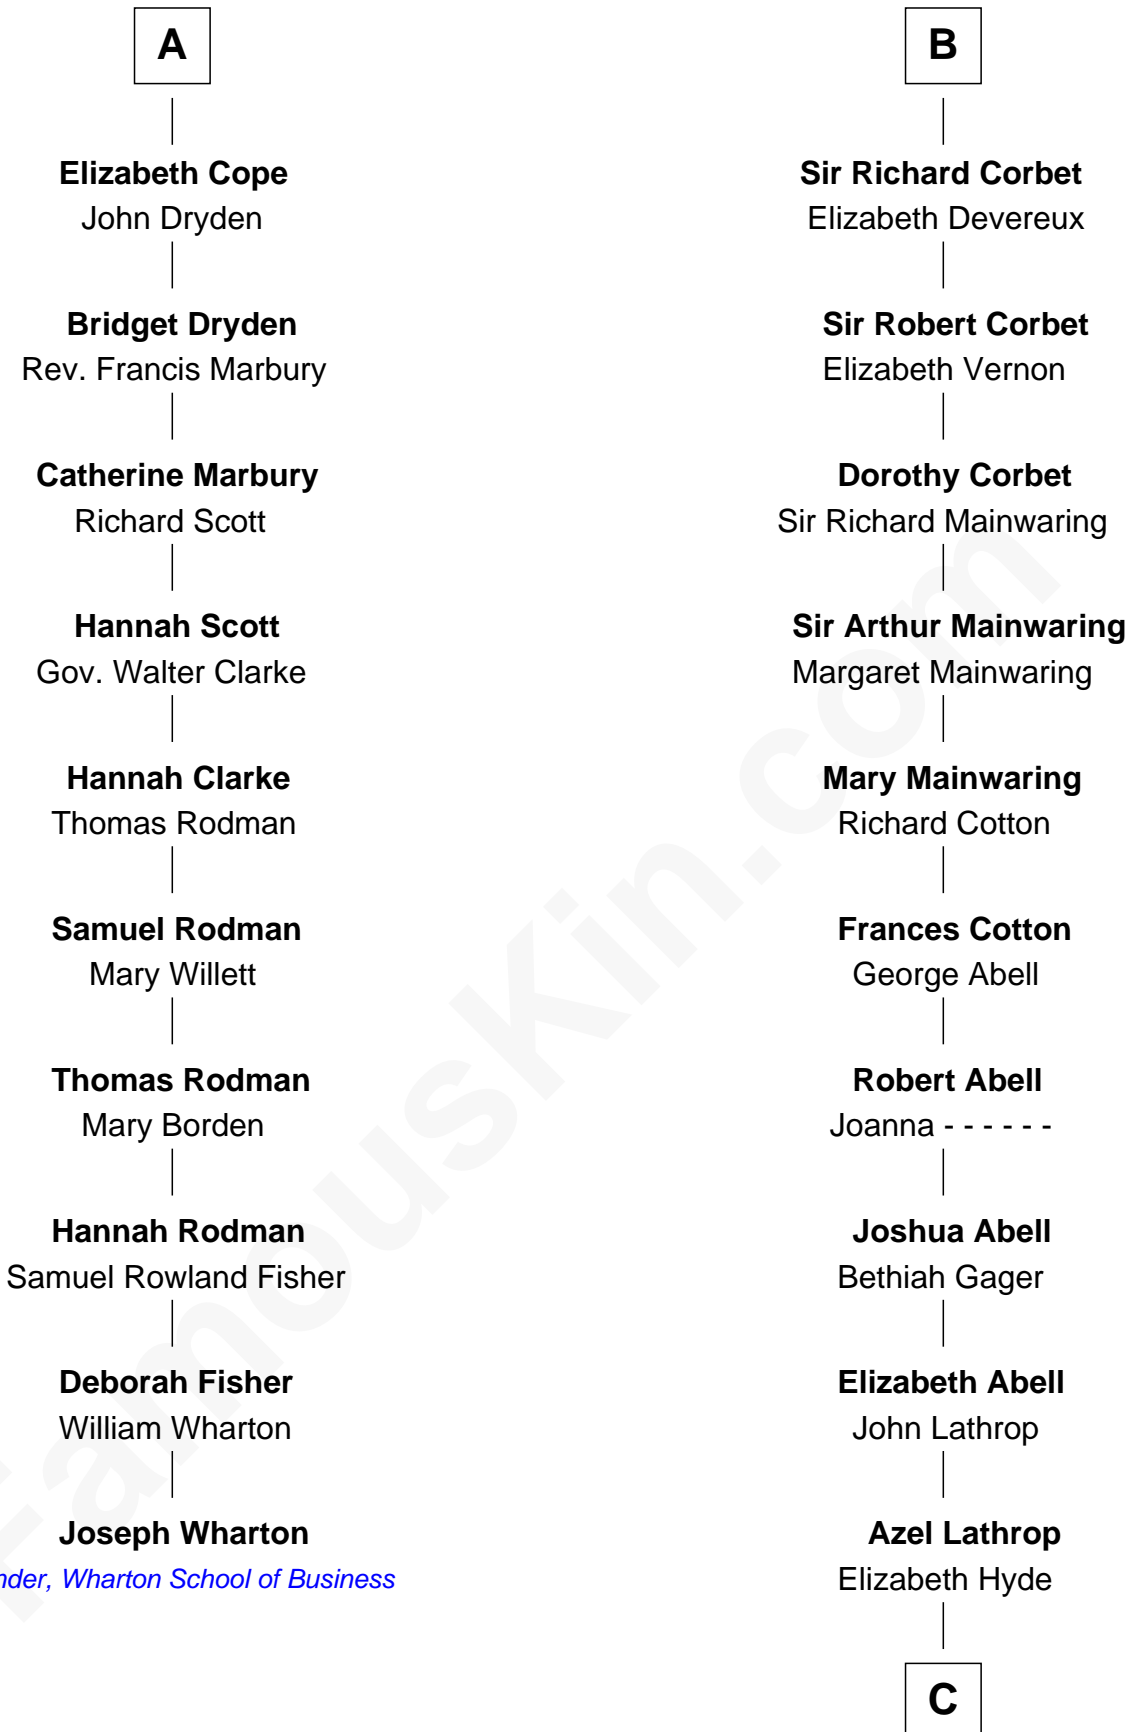 A
Elizabeth Cope
John Dryden
Bridget Dryden
Rev. Francis Marbury
Catherine Marbury
Richard Scott
Hannah Scott
Gov. Walter Clarke
Hannah Clarke
Thomas Rodman
Samuel Rodman
Mary Willett
Thomas Rodman
Mary Borden
Hannah Rodman
Samuel Rowland Fisher
Deborah Fisher
William Wharton
Joseph Wharton
nder, Wharton School of Business
B
Sir Richard Corbet
Elizabeth Devereux
Sir Robert Corbet
Elizabeth Vernon
Dorothy Corbet
Sir Richard Mainwaring
Sir Arthur Mainwaring
Margaret Mainwaring
Mary Mainwaring
Richard Cotton
Frances Cotton
George Abell
Robert Abell
Joanna - - - - - -
Joshua Abell
Bethiah Gager
Elizabeth Abell
John Lathrop
Azel Lathrop
Elizabeth Hyde
C
FamousKin.com